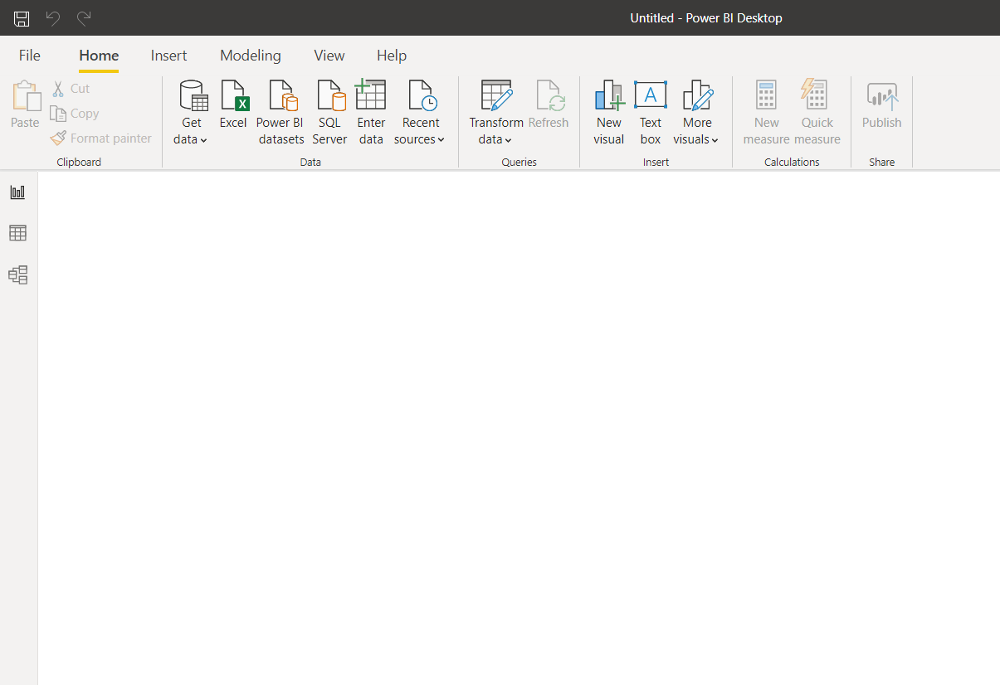 Untitled - Power BI Desktop
File Home Insert Modeling View Help
Paste
Cut
Copy
Format painter
Clipboard
Get data
Excel
Power BI datasets
SQL Server
Enter data
Recent sources
Data
Transform data
Refresh
Queries
New visual
A
Text box
More visuals
Insert
New measure
Quick measure
Calculations
Publish
Share